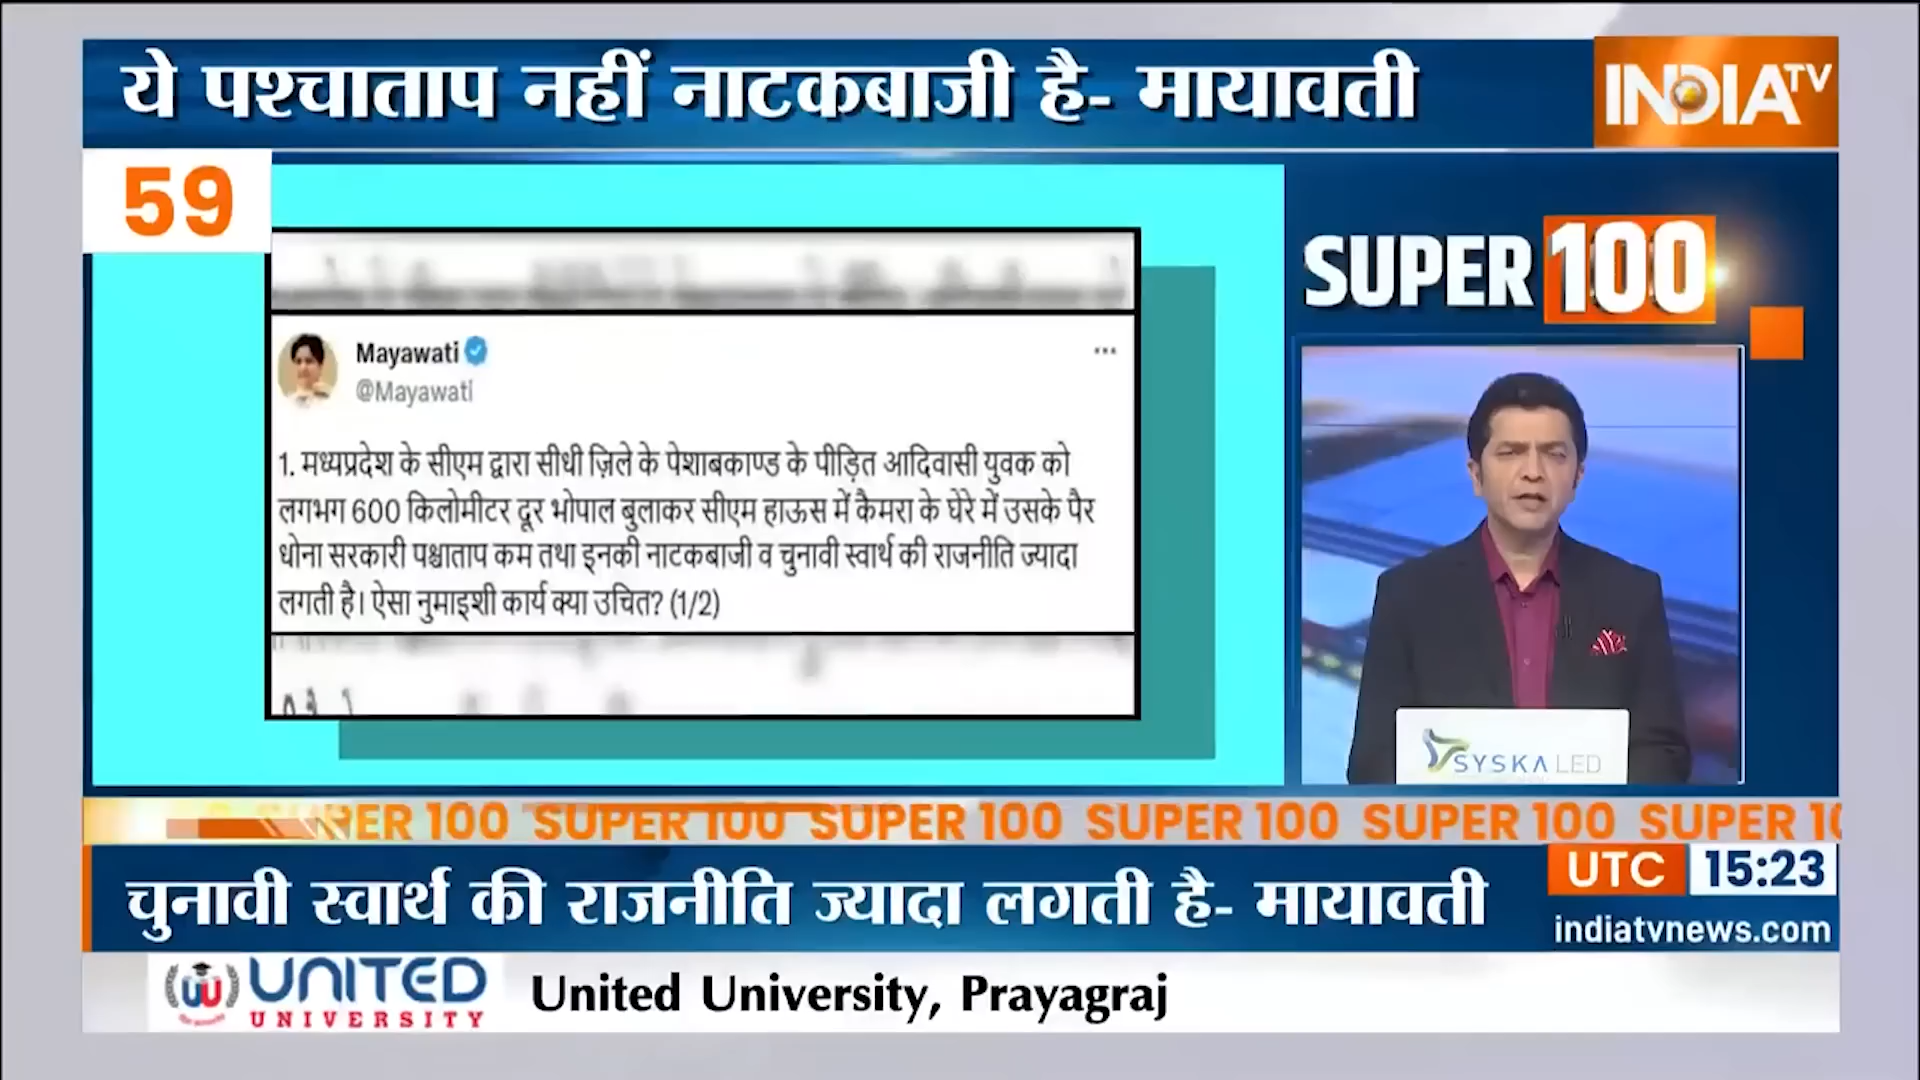 ये पश्चाताप नहीं नाटकबाजी है- मायावती
INDIA TV
59
SUPER 100
Mayawati
@Mayawati
1. मध्यप्रदेश के सीएम द्वारा सीधी ज़िले के पेशाबकाण्ड के पीड़ित आदिवासी युवक को
लगभग 600 किलोमीटर दूर भोपाल बुलाकर सीएम हाऊस में कैमरा के घेरे में उसके पैर
धोना सरकारी पश्चाताप कम तथा इनकी नाटकबाजी व चुनावी स्वार्थ की राजनीति ज्यादा
लगती है। ऐसा नुमाइशी कार्य क्या उचित? (1/2)
SYSKA LED
SUPER 100 SUPER 100 SUPER 100 SUPER 100
चुनावी स्वार्थ की राजनीति ज्यादा लगती है- मायावती
UTC 15:23
indiatvnews.com
UNITED
UNIVERSITY
United University, Prayagraj